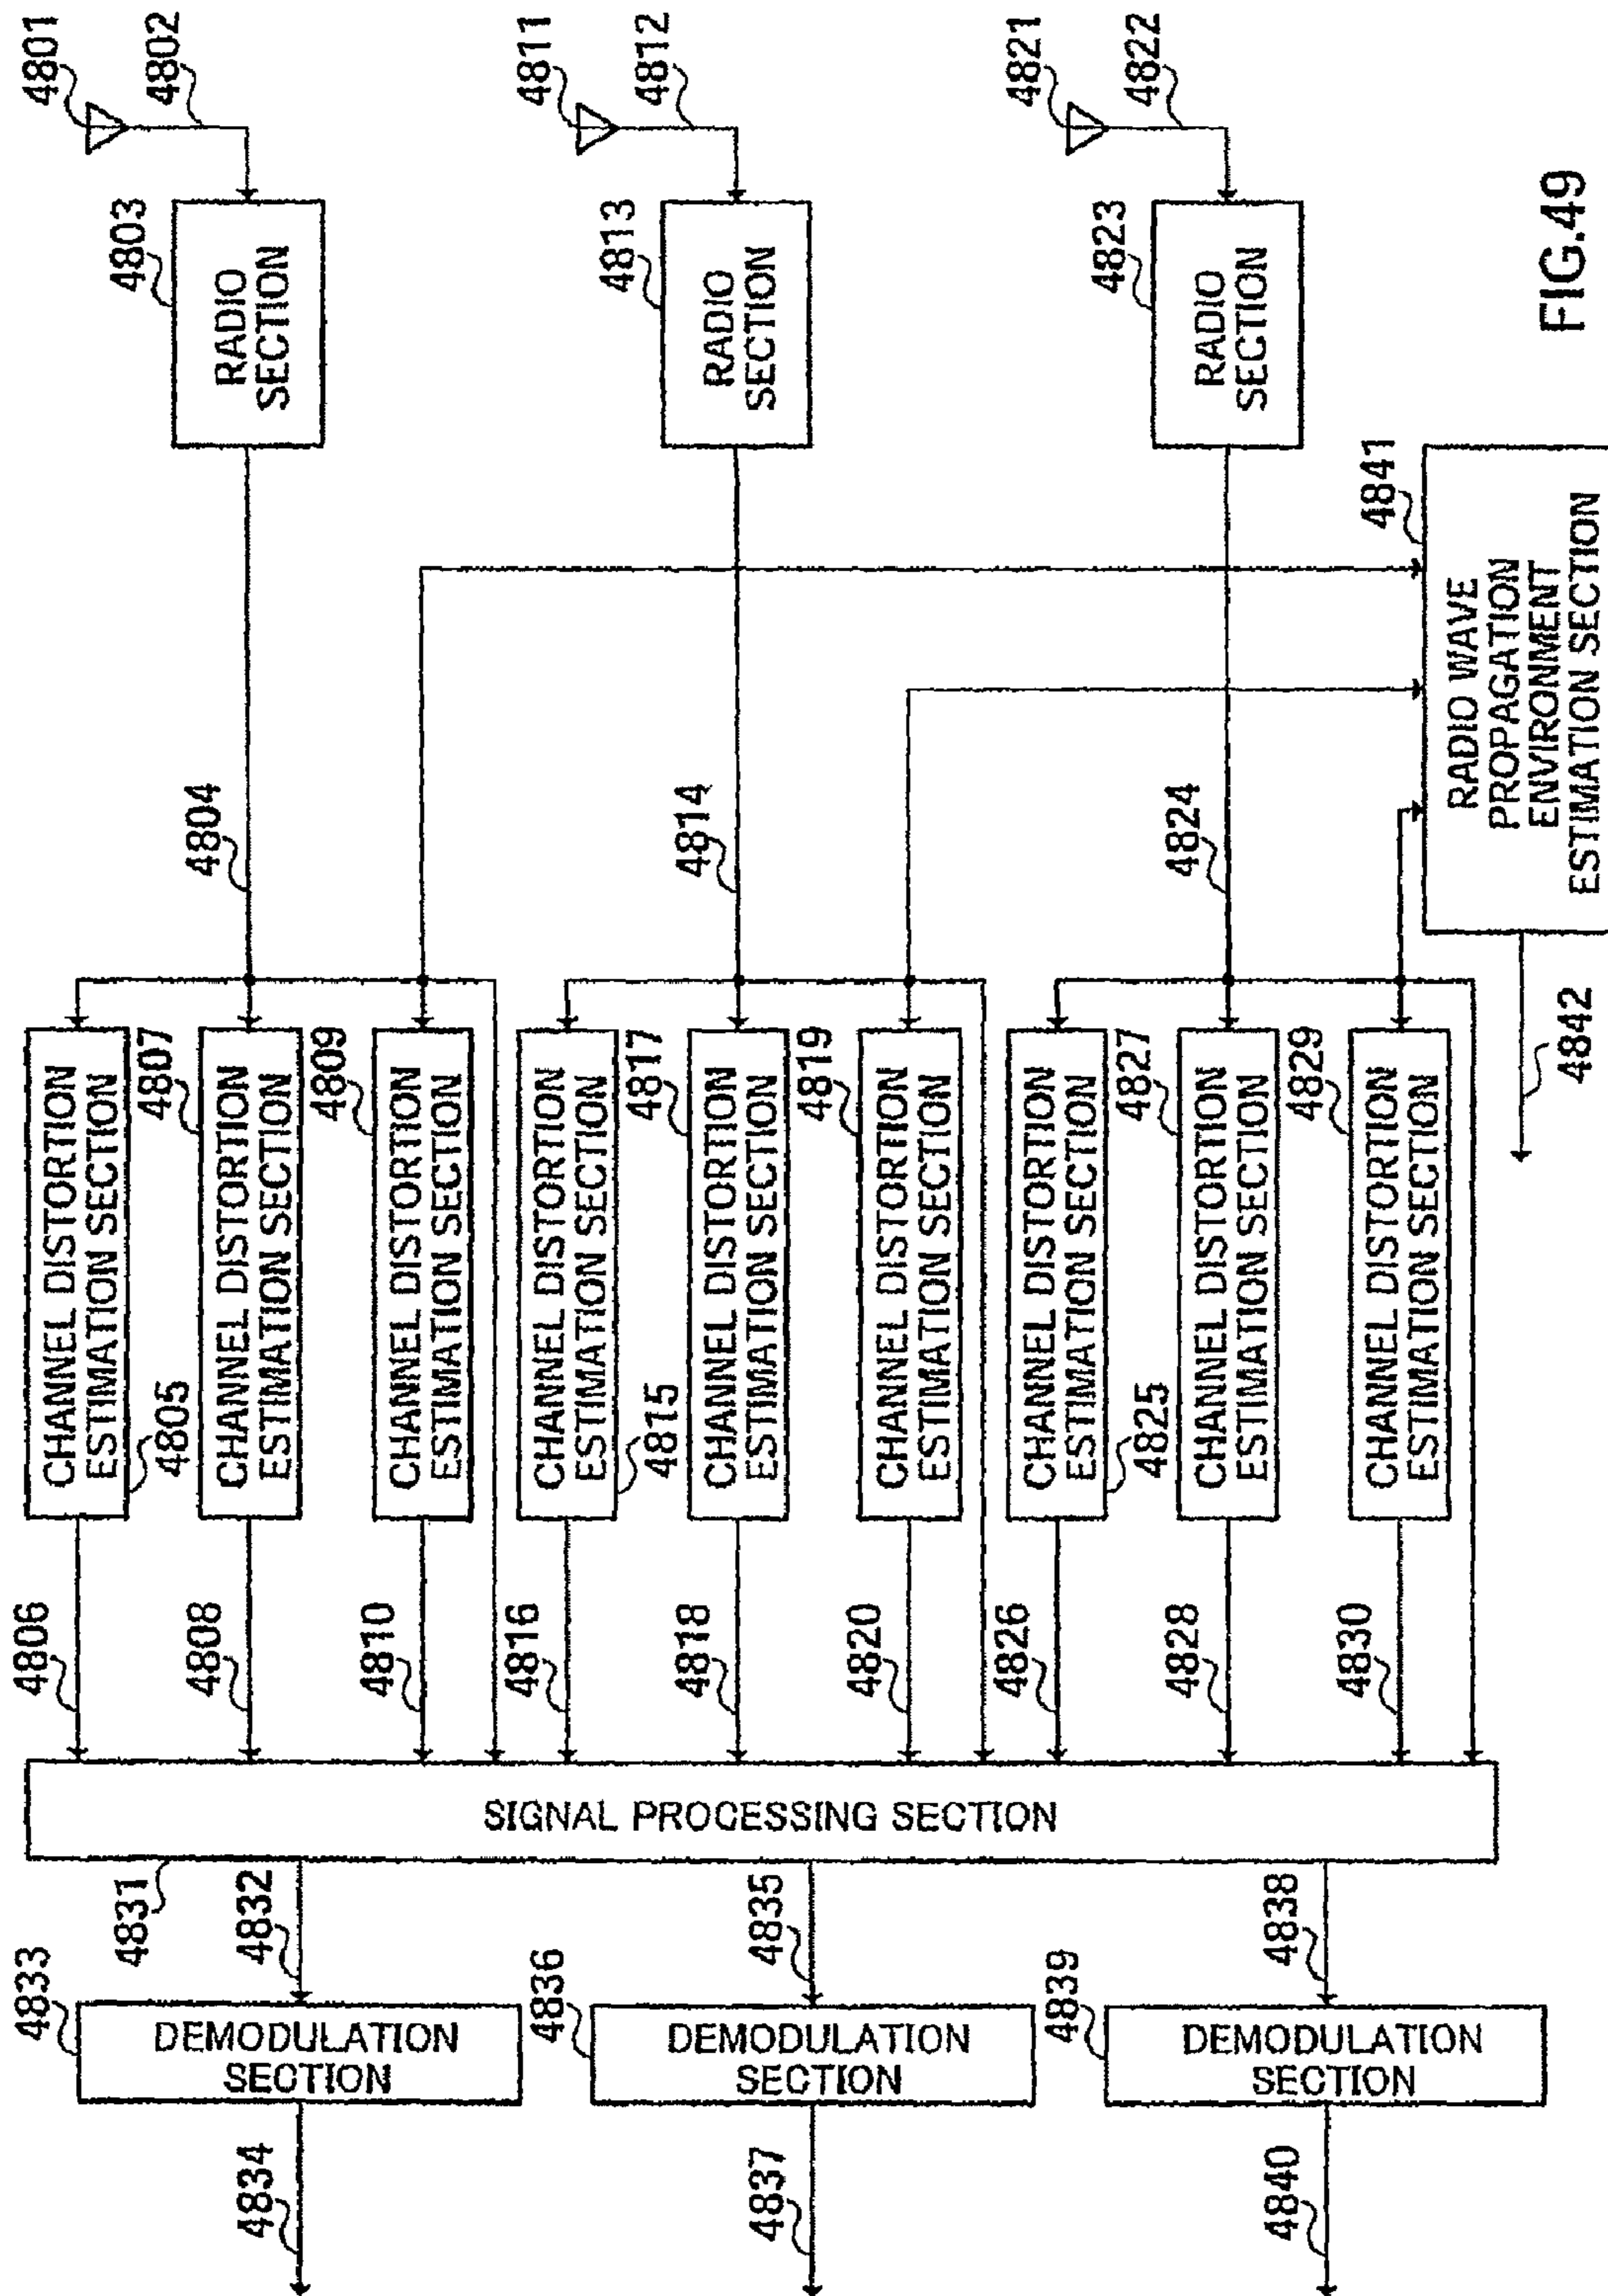 4801
4802
4803
RADIO
SECTION
4804
CHANNEL DISTORTION
ESTIMATION SECTION
4805
4806
CHANNEL DISTORTION
ESTIMATION SECTION
4807
4808
CHANNEL DISTORTION
ESTIMATION SECTION
4809
4810
4811
4812
4813
RADIO
SECTION
4814
CHANNEL DISTORTION
ESTIMATION SECTION
4815
4816
CHANNEL DISTORTION
ESTIMATION SECTION
4817
4818
CHANNEL DISTORTION
ESTIMATION SECTION
4819
4820
4821
4822
4823
RADIO
SECTION
4824
CHANNEL DISTORTION
ESTIMATION SECTION
4825
4826
CHANNEL DISTORTION
ESTIMATION SECTION
4827
4828
CHANNEL DISTORTION
ESTIMATION SECTION
4829
4830
SIGNAL PROCESSING SECTION
4831
4832
4833
DEMODULATION
SECTION
4834
4835
4836
DEMODULATION
SECTION
4837
4838
4839
DEMODULATION
SECTION
4840
4841
RADIO WAVE
PROPAGATION
ENVIRONMENT
ESTIMATION SECTION
4842
FIG.49